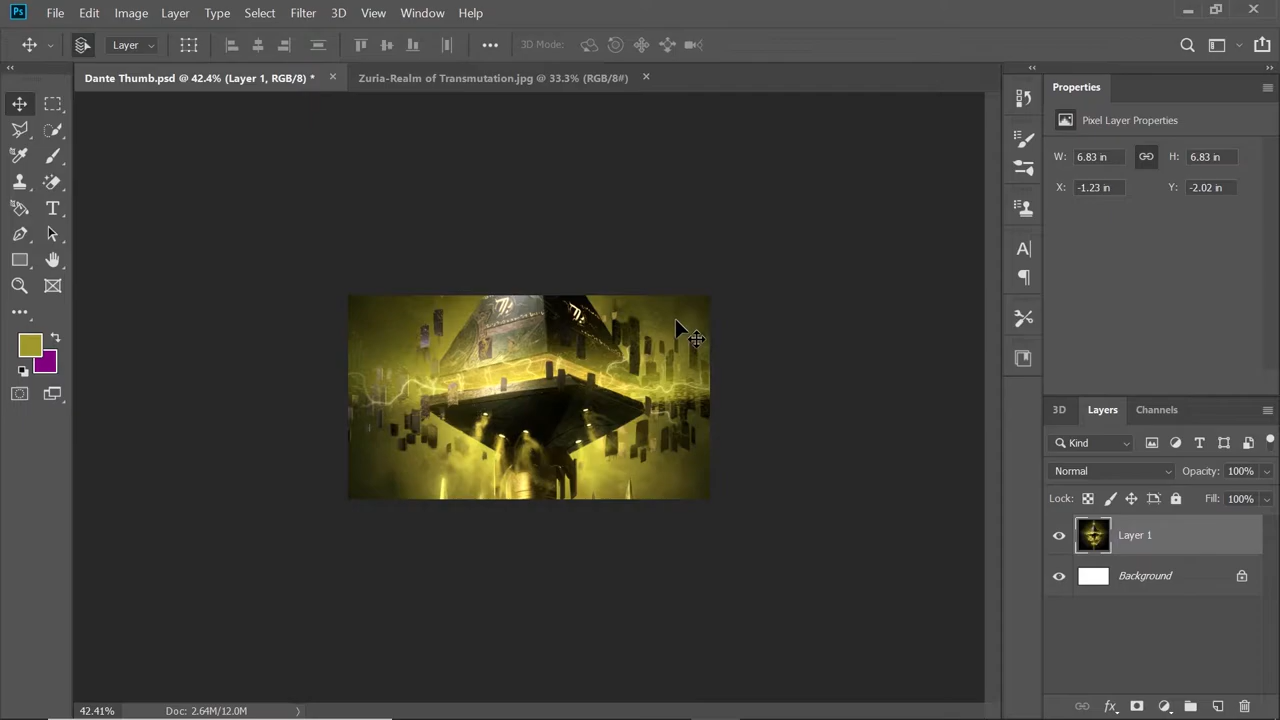 Ps File Edit Image Layer Type Select Filter 3D View Window Help
Layer 3D Mode:
Dante Thumb.psd @ 42.4% (Layer 1, RGB/8) * Zuria-Realm of Transmutation.jpg @ 33.3% (RGB/8#)
Properties
Pixel Layer Properties
W: 6.83 in H: 6.83 in
X: -1.23 in Y: -2.02 in
3D Layers Channels
Kind
Normal Opacity: 100%
Lock: Fill: 100%
Layer 1
Background
42.41% Doc: 2.64M/12.0M